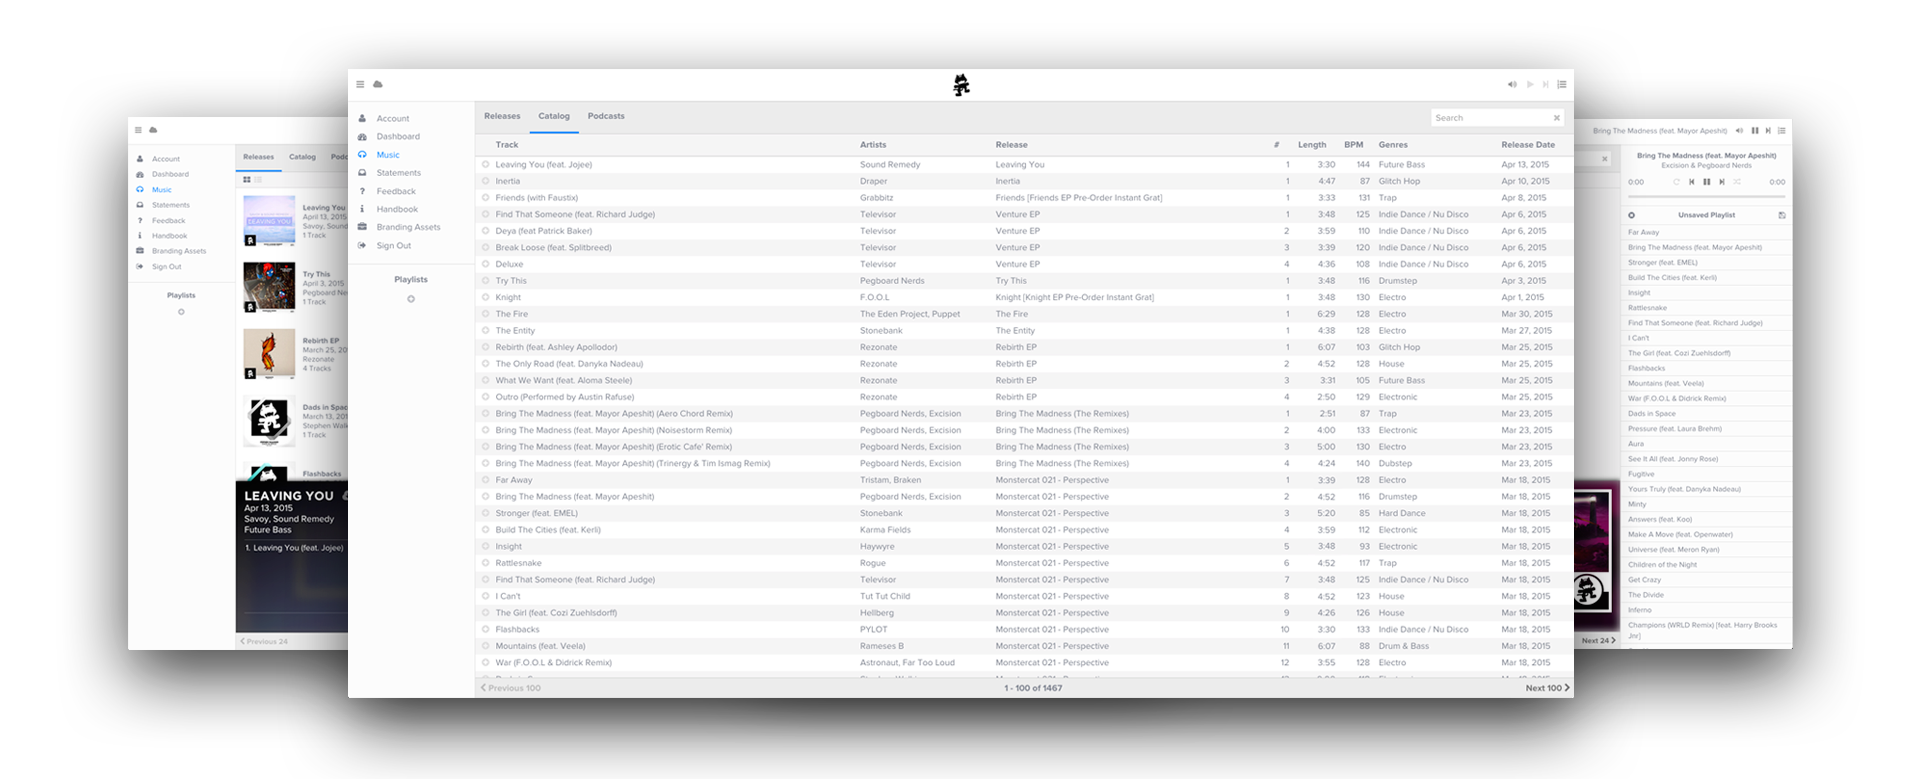 Account
Dashboard
Music
Statements
Feedback
Handbook
Branding Assets
Sign Out
Playlists
Releases Catalog
Leaving You
April 13, 2015
Savoy, Sound
1 Track
LEAVING YOU
Try This
April 3, 2015
Pegboard
1 Track
Rebirth EP
March 25, 20
Rezonate
4 Tracks
Dads in Spac
March 13, 201
Stephen Walk
1 Track
Flashbacks
LEAVING YOU
Apr 13, 2015
Savoy, Sound Remedy
Future Bass
1. Leaving You (feat. Jojee)
Previous 24
Account
Dashboard
Music
Statements
Feedback
Handbook
Branding Assets
Sign Out
Playlists
Releases Catalog Podcasts
Search
Track Artists Release # Length BPM Genres Release Date
Leaving You (feat. Jojee) Sound Remedy Leaving You 1 3:30 144 Future Bass Apr 13, 2015
Inertia Draper Inertia 1 4:47 87 Glitch Hop Apr 10, 2015
Friends (with Faustix) Grabbitz Friends [Friends EP Pre-Order Instant Grat] 1 3:33 131 Trap Apr 8, 2015
Find That Someone (feat. Richard Judge) Televisor Venture EP 1 3:48 125 Indie Dance / Nu Disco Apr 6, 2015
Deya (feat Patrick Baker) Televisor Venture EP 2 3:59 110 Indie Dance / Nu Disco Apr 6, 2015
Break Loose (feat. Splitbreed) Televisor Venture EP 3 3:39 120 Indie Dance / Nu Disco Apr 6, 2015
Deluxe Televisor Venture EP 4 4:36 108 Indie Dance / Nu Disco Apr 6, 2015
Try This Pegboard Nerds Try This 1 3:48 116 Drumstep Apr 3, 2015
Knight F.O.O.L Knight [Knight EP Pre-Order Instant Grat] 1 3:48 130 Electro Apr 1, 2015
The Fire The Eden Project, Puppet The Fire 1 6:29 128 Electro Mar 30, 2015
The Entity Stonebank The Entity 1 4:38 128 Electro Mar 27, 2015
Rebirth (feat. Ashley Apollodor) Rezonate Rebirth EP 1 6:07 103 Glitch Hop Mar 25, 2015
The Only Road (feat. Danyka Nadeau) Rezonate Rebirth EP 2 4:52 128 House Mar 25, 2015
What We Want (feat. Aloma Steele) Rezonate Rebirth EP 3 3:31 105 Future Bass Mar 25, 2015
Outro (Performed by Austin Rafuse) Rezonate Rebirth EP 4 2:50 129 Electronic Mar 25, 2015
Bring The Madness (feat. Mayor Apeshit) (Aero Chord Remix) Pegboard Nerds, Excision Bring The Madness (The Remixes) 1 2:51 87 Trap Mar 23, 2015
Bring The Madness (feat. Mayor Apeshit) (Noisestorm Remix) Pegboard Nerds, Excision Bring The Madness (The Remixes) 2 4:00 133 Electronic Mar 23, 2015
Bring The Madness (feat. Mayor Apeshit) (Erotic Cafe' Remix) Pegboard Nerds, Excision Bring The Madness (The Remixes) 3 5:00 130 Electro Mar 23, 2015
Bring The Madness (feat. Mayor Apeshit) (Trinergy & Tim Ismag Remix) Pegboard Nerds, Excision Bring The Madness (The Remixes) 4 4:24 140 Dubstep Mar 23, 2015
Far Away Tristam, Braken Monstercat 021 - Perspective 1 3:39 128 Electro Mar 18, 2015
Bring The Madness (feat. Mayor Apeshit) Pegboard Nerds, Excision Monstercat 021 - Perspective 2 4:52 116 Drumstep Mar 18, 2015
Stronger (feat. EMEL) Stonebank Monstercat 021 - Perspective 3 5:20 85 Hard Dance Mar 18, 2015
Build The Cities (feat. Kerli) Karma Fields Monstercat 021 - Perspective 4 3:59 112 Electronic Mar 18, 2015
Insight Haywyre Monstercat 021 - Perspective 5 3:48 93 Electronic Mar 18, 2015
Rattlesnake Rogue Monstercat 021 - Perspective 6 4:52 117 Trap Mar 18, 2015
Find That Someone (feat. Richard Judge) Televisor Monstercat 021 - Perspective 7 3:48 125 Indie Dance / Nu Disco Mar 18, 2015
I Can't Tut Tut Child Monstercat 021 - Perspective 8 4:52 123 House Mar 18, 2015
The Girl (feat. Cozi Zuehlsdorff) Hellberg Monstercat 021 - Perspective 9 4:26 126 House Mar 18, 2015
Flashbacks PYLOT Monstercat 021 - Perspective 10 3:30 133 Indie Dance / Nu Disco Mar 18, 2015
Mountains (feat. Veela) Rameses B Monstercat 021 - Perspective 11 6:07 88 Drum & Bass Mar 18, 2015
War (F.O.O.L & Didrick Remix) Astronaut, Far Too Loud Monstercat 021 - Perspective 12 3:55 128 Electro Mar 18, 2015
Previous 100 1 - 100 of 1467 Next 100
Bring The Madness (feat. Mayor Apeshit)
Bring The Madness (feat. Mayor Apeshit)
Excision & Pegboard Nerds
0:00 0:00
Unsaved Playlist
Far Away
Bring The Madness (feat. Mayor Apeshit)
Stronger (feat. EMEL)
Build The Cities (feat. Kerli)
Insight
Rattlesnake
Find That Someone (feat. Richard Judge)
I Can't
The Girl (feat. Cozi Zuehlsdorff)
Flashbacks
Mountains (feat. Veela)
War (F.O.O.L & Didrick Remix)
Dads in Space
Pressure (feat. Laura Brehm)
Aura
See It All (feat. Jonny Rose)
Fugitive
Yours Truly (feat. Danyka Nadeau)
Minty
Answers (feat. Koo)
Make A Move (feat. Openwater)
Universe (feat. Meron Ryan)
Children of the Night
Get Crazy
The Divide
Inferno
Champions (WRLD Remix) [feat. Harry Brooks
Jnr]
Next 24